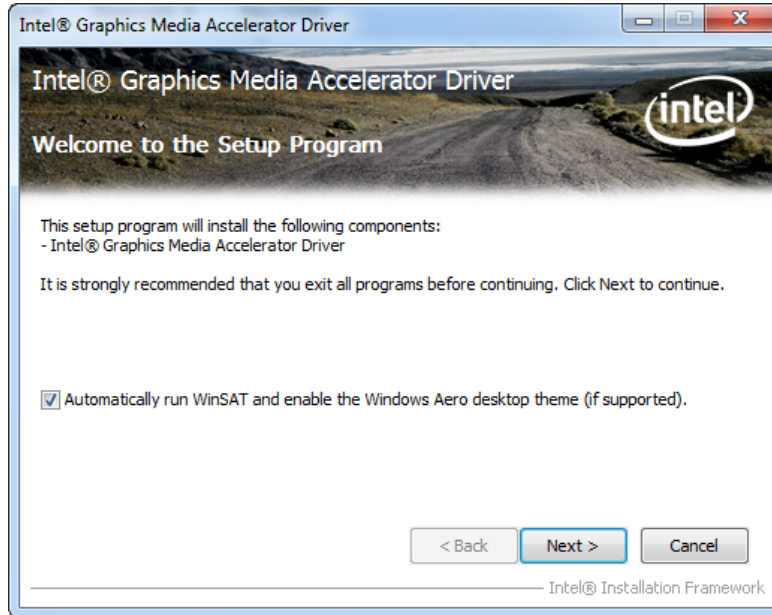 Intel® Graphics Media Accelerator Driver
Intel® Graphics Media Accelerator Driver
intel
Welcome to the Setup Program
This setup program will install the following components:
- Intel® Graphics Media Accelerator Driver
It is strongly recommended that you exit all programs before continuing. Click Next to continue.
Automatically run WinSAT and enable the Windows Aero desktop theme (if supported).
< Back Next > Cancel
Intel® Installation Framework